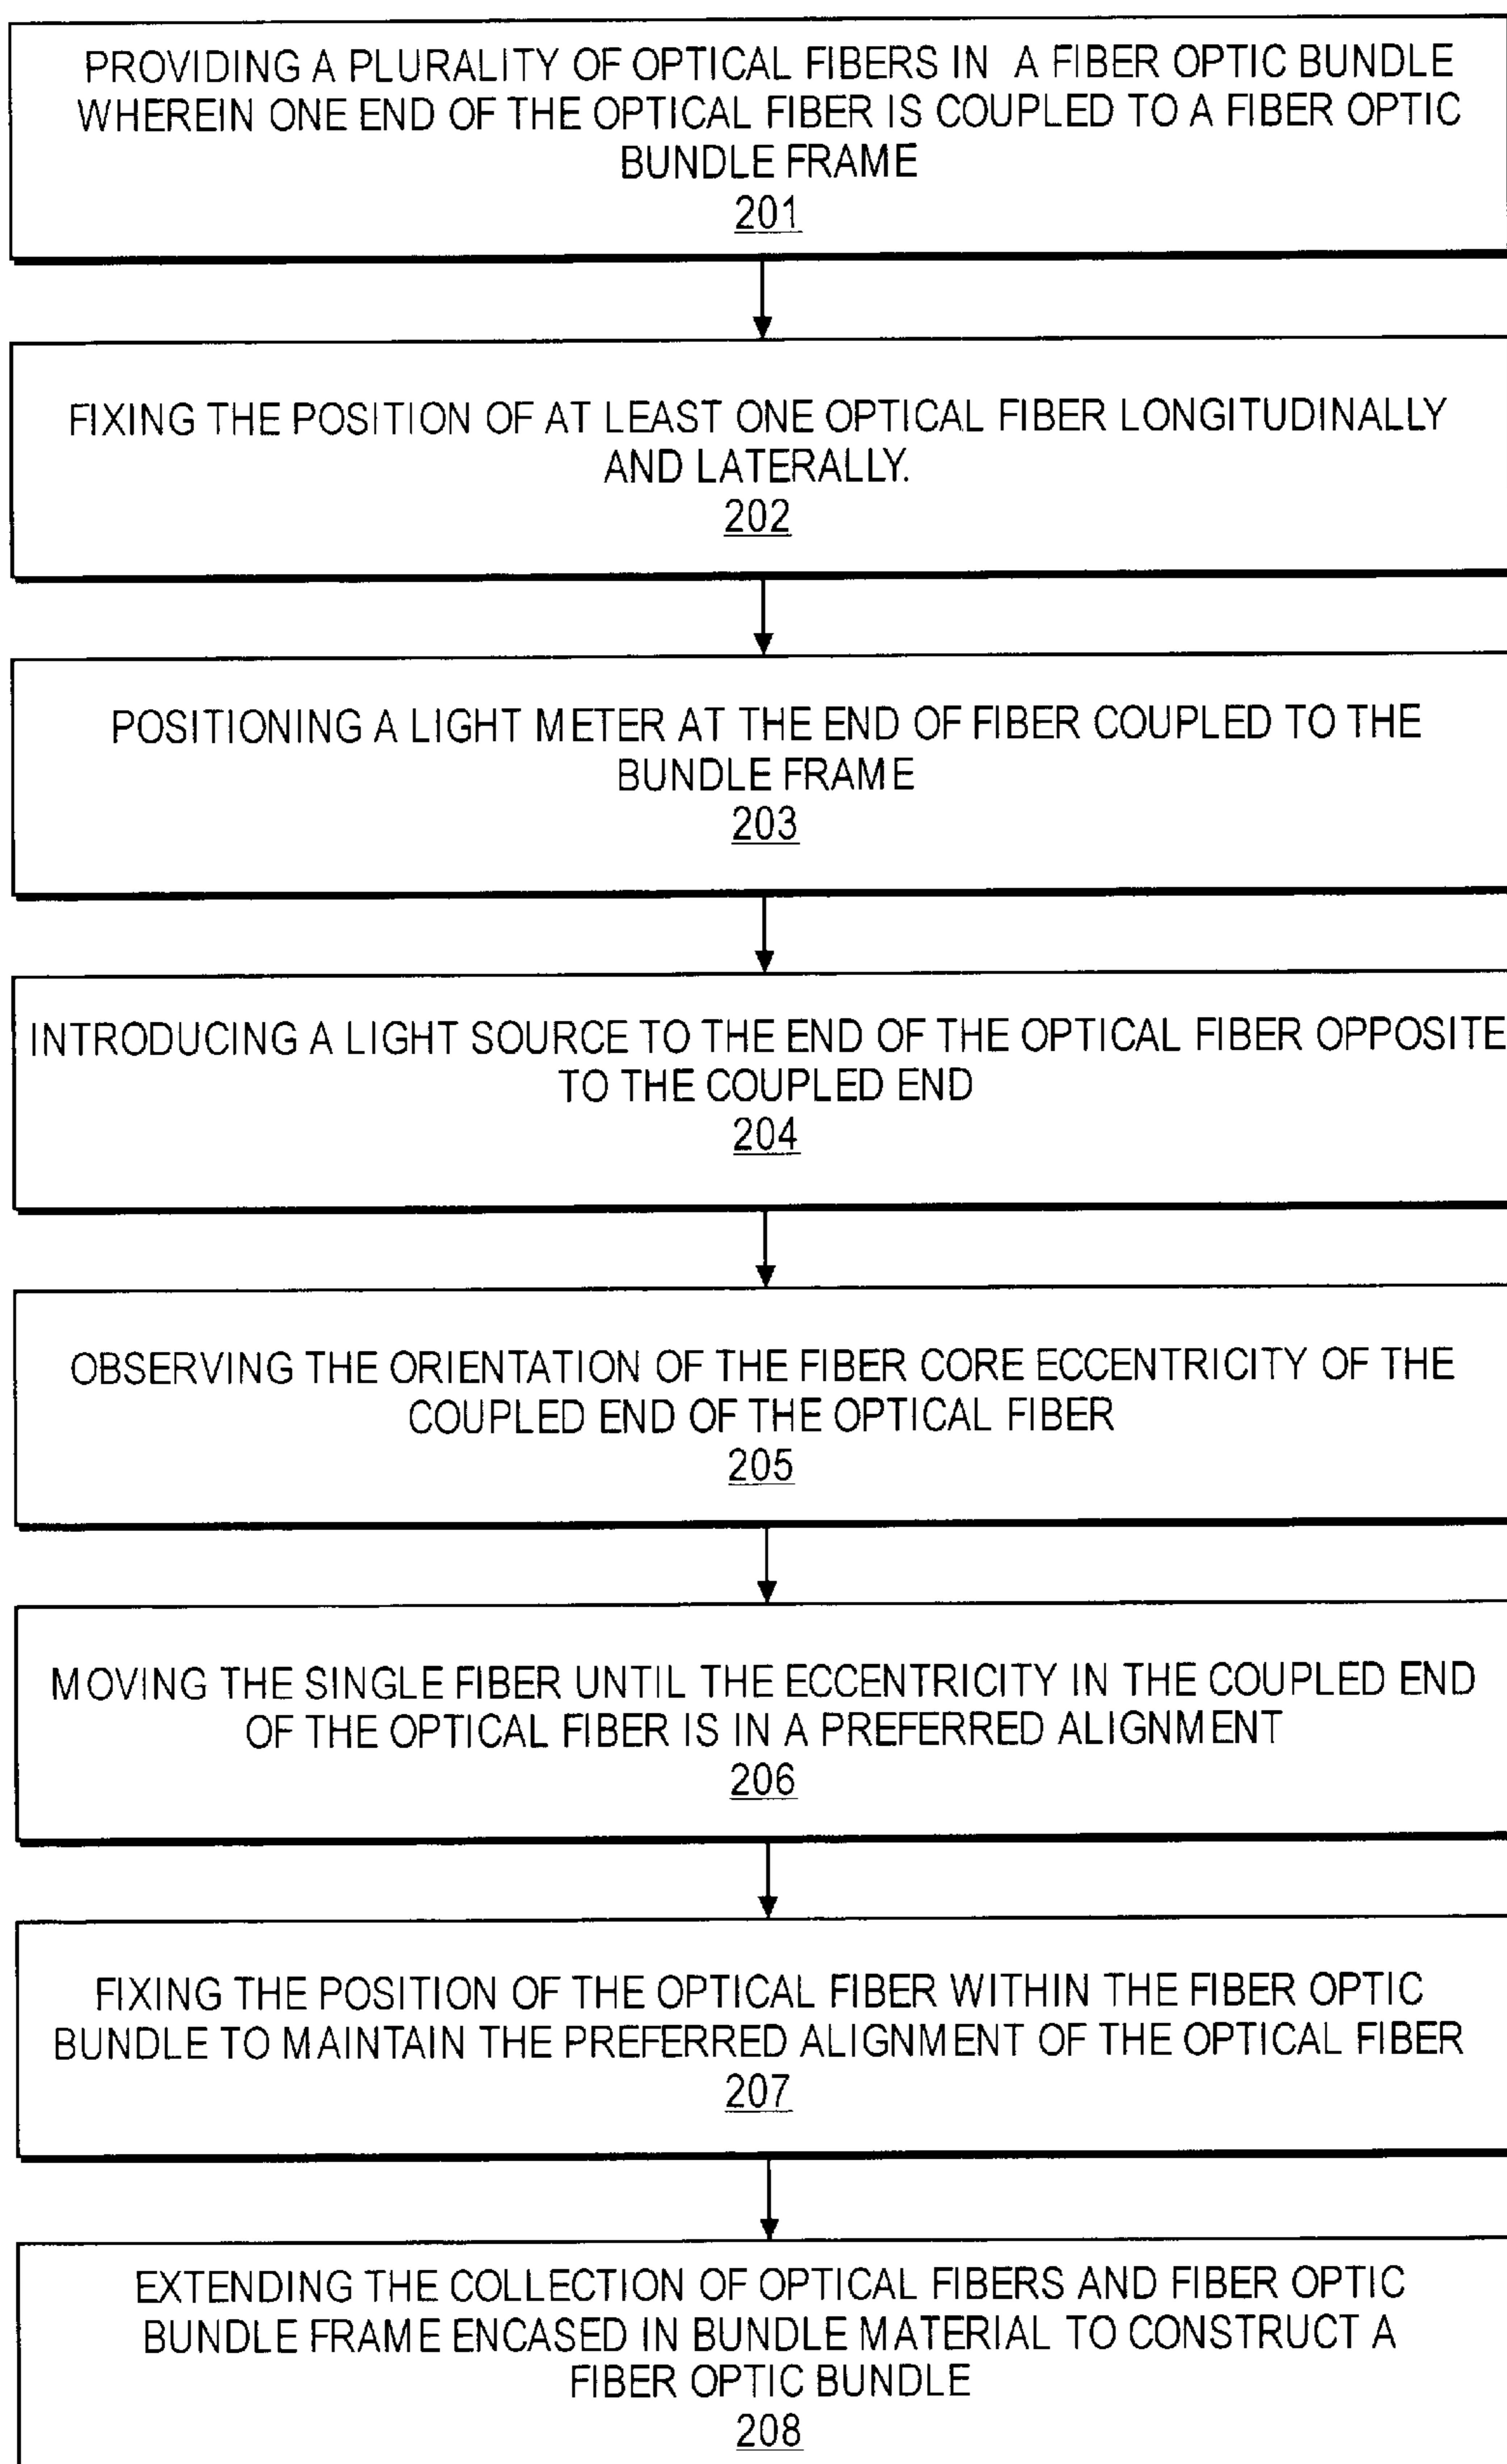 PROVIDING A PLURALITY OF OPTICAL FIBERS IN A FIBER OPTIC BUNDLE
WHEREIN ONE END OF THE OPTICAL FIBER IS COUPLED TO A FIBER OPTIC
BUNDLE FRAME
201
FIXING THE POSITION OF AT LEAST ONE OPTICAL FIBER LONGITUDINALLY
AND LATERALLY.
202
POSITIONING A LIGHT METER AT THE END OF FIBER COUPLED TO THE
BUNDLE FRAME
203
INTRODUCING A LIGHT SOURCE TO THE END OF THE OPTICAL FIBER OPPOSITE
TO THE COUPLED END
204
OBSERVING THE ORIENTATION OF THE FIBER CORE ECCENTRICITY OF THE
COUPLED END OF THE OPTICAL FIBER
205
MOVING THE SINGLE FIBER UNTIL THE ECCENTRICITY IN THE COUPLED END
OF THE OPTICAL FIBER IS IN A PREFERRED ALIGNMENT
206
FIXING THE POSITION OF THE OPTICAL FIBER WITHIN THE FIBER OPTIC
BUNDLE TO MAINTAIN THE PREFERRED ALIGNMENT OF THE OPTICAL FIBER
207
EXTENDING THE COLLECTION OF OPTICAL FIBERS AND FIBER OPTIC
BUNDLE FRAME ENCASED IN BUNDLE MATERIAL TO CONSTRUCT A
FIBER OPTIC BUNDLE
208